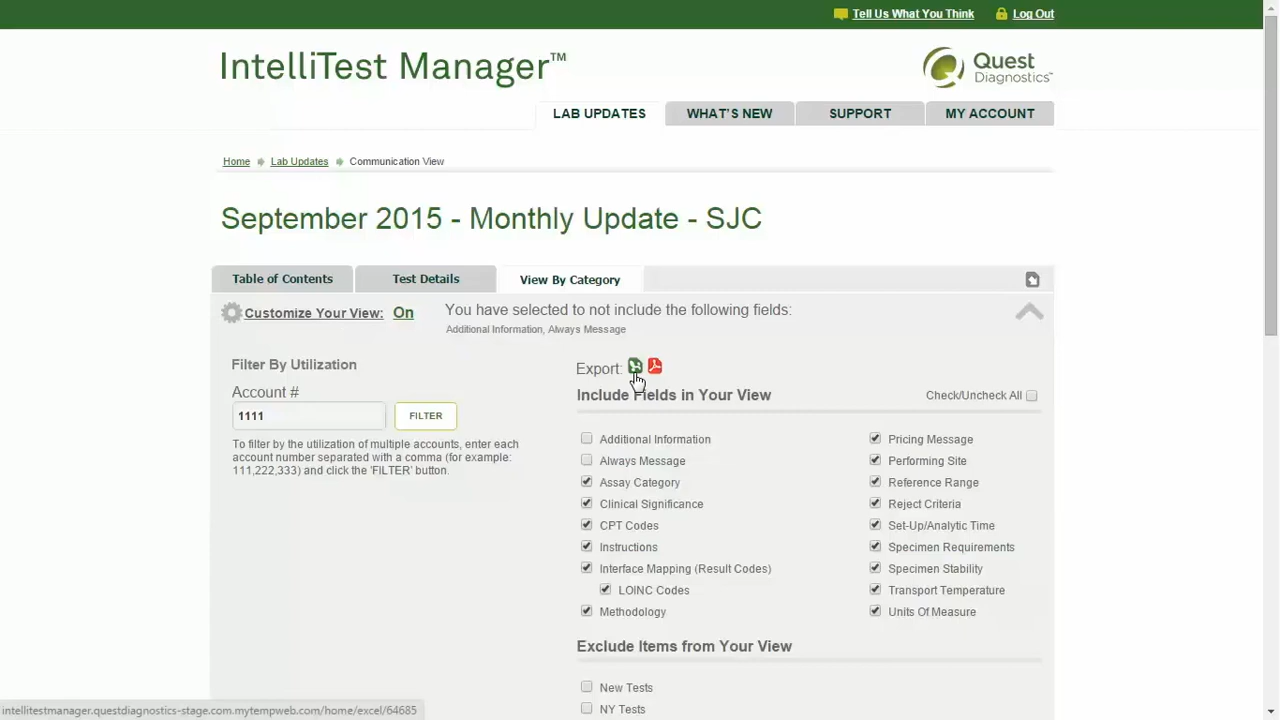 Tell Us What You Think
Log Out
IntelliTest Manager™
Quest Diagnostics™
LAB UPDATES
WHAT'S NEW
SUPPORT
MY ACCOUNT
Home
Lab Updates
Communication View
September 2015 - Monthly Update - SJC
Table of Contents
Test Details
View By Category
Customize Your View: On
You have selected to not include the following fields:
Additional Information, Always Message
Filter By Utilization
Account #
1111
FILTER
To filter by the utilization of multiple accounts, enter each
account number separated with a comma (for example:
111,222,333) and click the 'FILTER' button.
Export:
Include Fields in Your View
Check/Uncheck All
Additional Information
Always Message
Assay Category
Clinical Significance
CPT Codes
Instructions
Interface Mapping (Result Codes)
LOINC Codes
Methodology
Pricing Message
Performing Site
Reference Range
Reject Criteria
Set-Up/Analytic Time
Specimen Requirements
Specimen Stability
Transport Temperature
Units Of Measure
Exclude Items from Your View
New Tests
NY Tests
intellitestmanager.questdiagnostics-stage.com.mytempweb.com/home/excel/64685